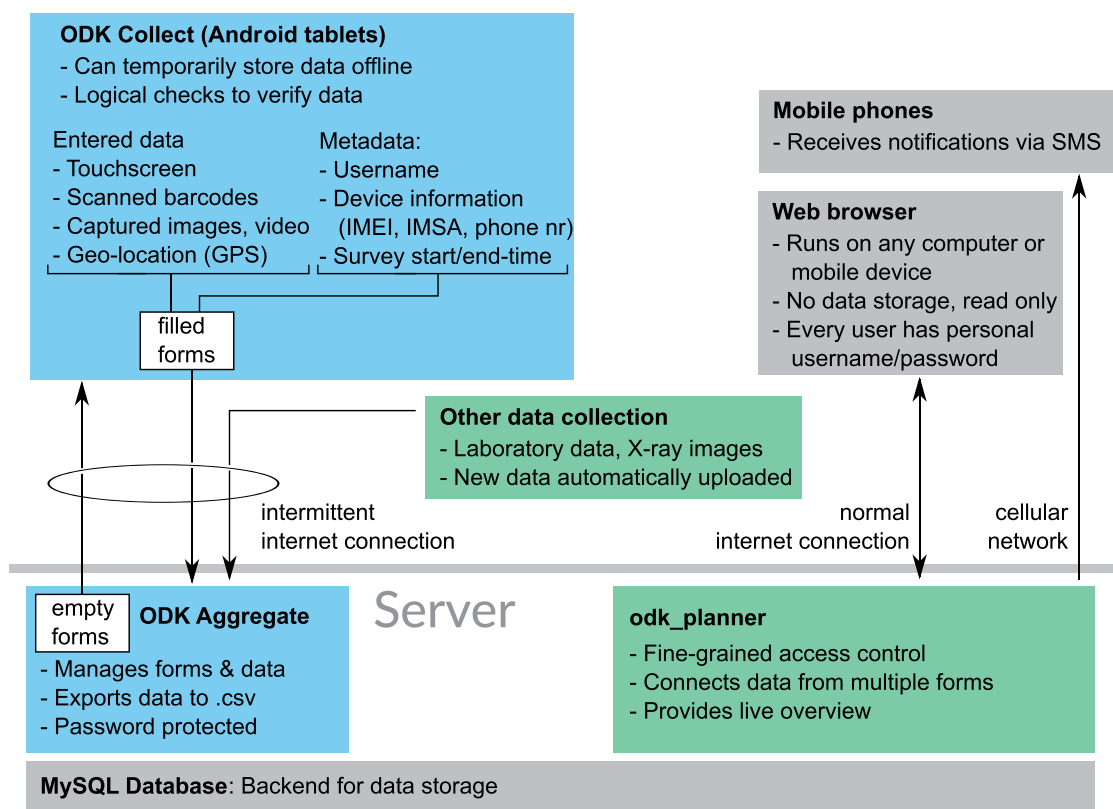 ODK Collect (Android tablets)
- Can temporarily store data offline
- Logical checks to verify data
Entered data
- Touchscreen
- Scanned barcodes
- Captured images, video
- Geo-location (GPS)
Metadata:
- Username
- Device information
(IMEI, IMSA, phone nr)
- Survey start/end-time
filled
forms
Mobile phones
- Receives notifications via SMS
Web browser
- Runs on any computer or
mobile device
- No data storage, read only
- Every user has personal
username/password
Other data collection
- Laboratory data, X-ray images
- New data automatically uploaded
intermittent
internet connection
normal
internet connection
cellular
network
empty
forms
ODK Aggregate
- Manages forms & data
- Exports data to .csv
- Password protected
Server
odk_planner
- Fine-grained access control
- Connects data from multiple forms
- Provides live overview
MySQL Database: Backend for data storage